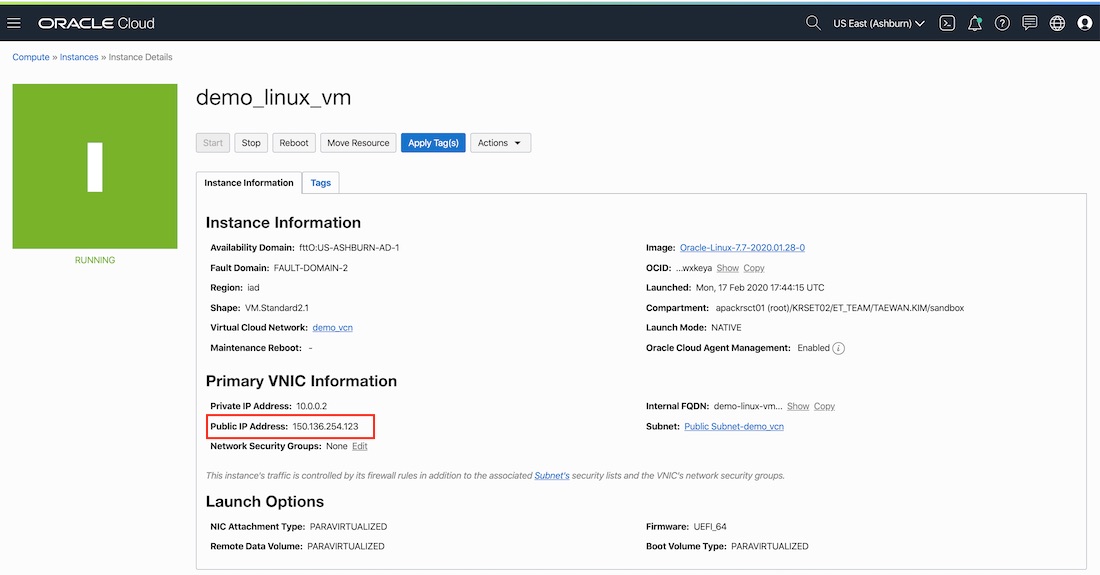 ORACLE Cloud
US East (Ashburn)
Compute » Instances » Instance Details
demo_linux_vm
Start Stop Reboot Move Resource Apply Tag(s) Actions
Instance Information Tags
RUNNING
Instance Information
Availability Domain: fttO:US-ASHBURN-AD-1
Fault Domain: FAULT-DOMAIN-2
Region: iad
Shape: VM.Standard2.1
Virtual Cloud Network: demo_vcn
Maintenance Reboot: -
Image: Oracle-Linux-7.7-2020.01.28-0
OCID: ...wxkeya Show Copy
Launched: Mon, 17 Feb 2020 17:44:15 UTC
Compartment: apackrsct01 (root)/KRSET02/ET_TEAM/TAEWAN.KIM/sandbox
Launch Mode: NATIVE
Oracle Cloud Agent Management: Enabled i
Primary VNIC Information
Private IP Address: 10.0.0.2
Public IP Address: 150.136.254.123
Network Security Groups: None Edit
Internal FQDN: demo-linux-vm... Show Copy
Subnet: Public Subnet-demo_vcn
This instance's traffic is controlled by its firewall rules in addition to the associated Subnet's security lists and the VNIC's network security groups.
Launch Options
NIC Attachment Type: PARAVIRTUALIZED
Remote Data Volume: PARAVIRTUALIZED
Firmware: UEFI_64
Boot Volume Type: PARAVIRTUALIZED